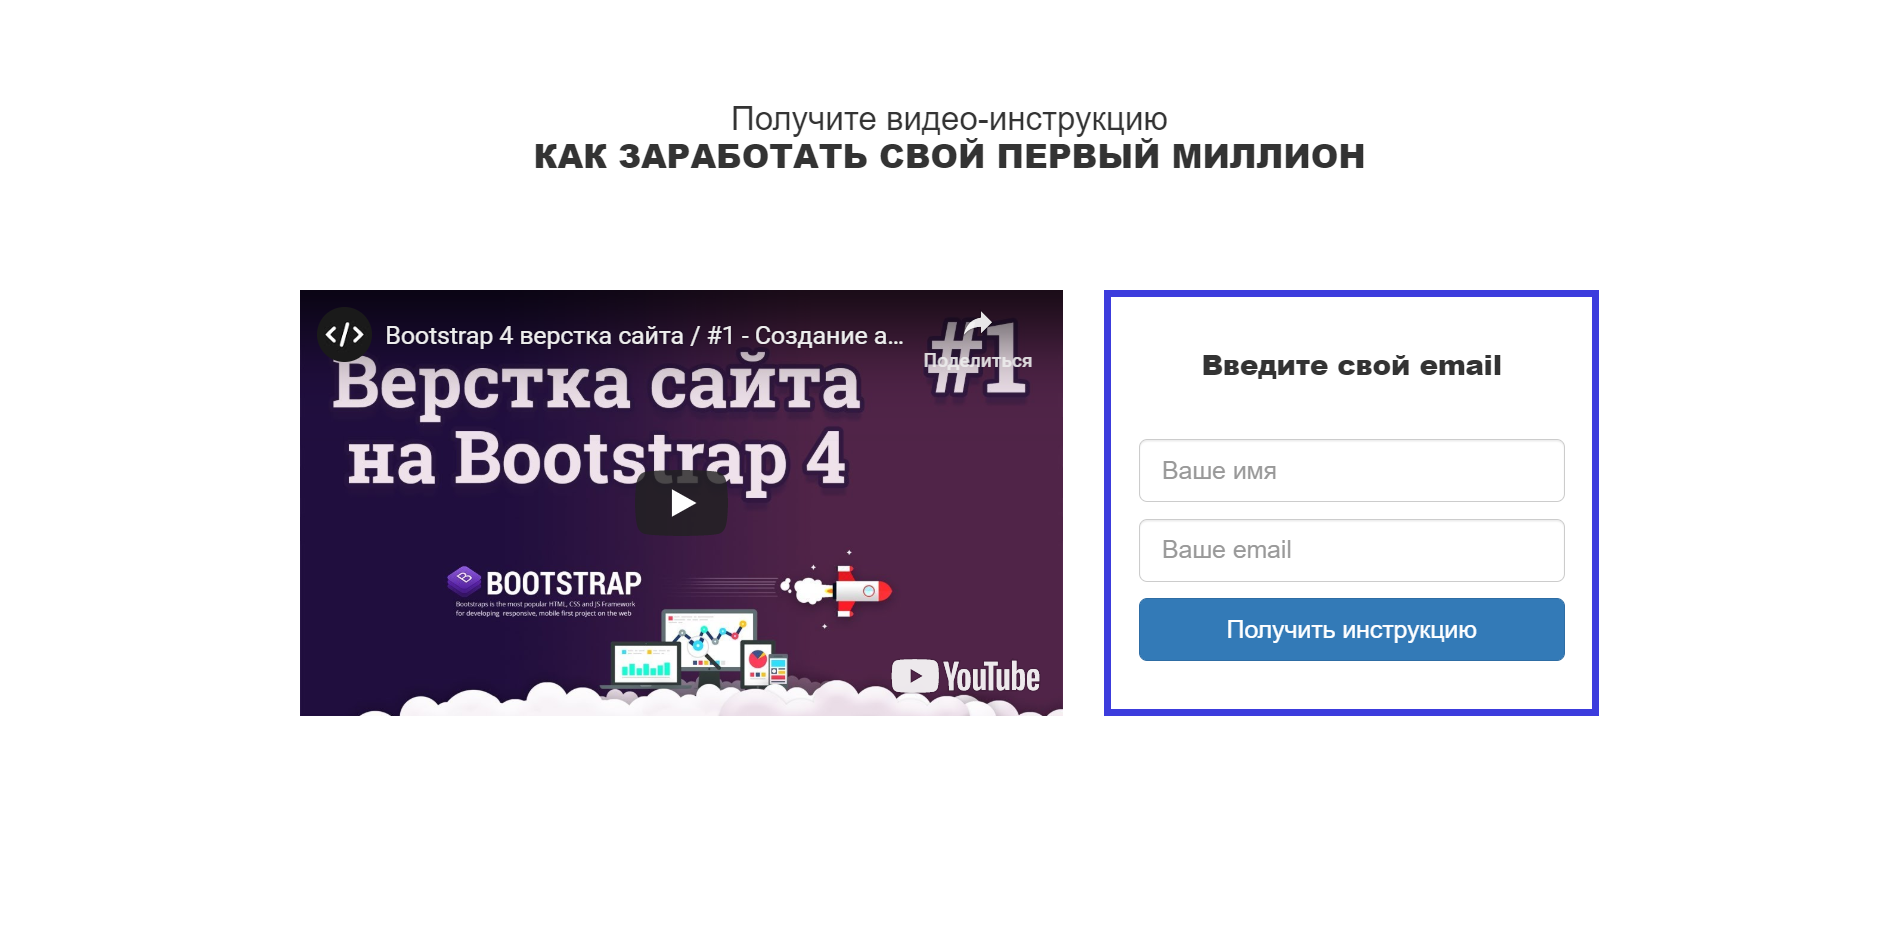 Получите видео-инструкцию
КАК ЗАРАБОТАТЬ СВОЙ ПЕРВЫЙ МИЛЛИОН
Bootstrap 4 верстка сайта / #1 - Создание а...
Поделиться
Верстка сайта
#1
на Bootstrap 4
BOOTSTRAP
Bootstraps is the most popular HTML, CSS and JS Framework
for developing responsive, mobile first project on the web
YouTube
Введите свой email
Ваше имя
Ваше email
Получить инструкцию